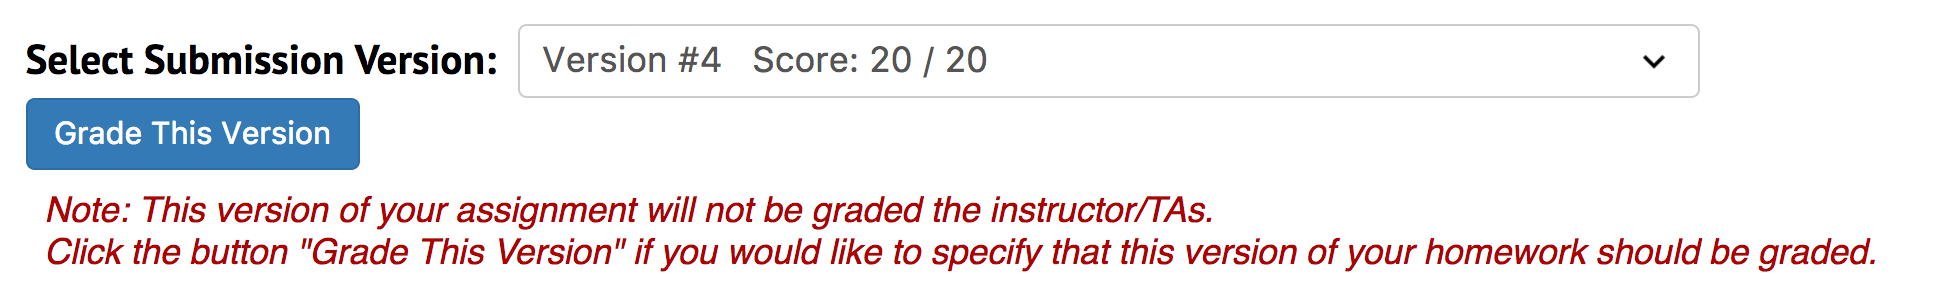 Select Submission Version: Version #4 Score: 20 / 20
Grade This Version
Note: This version of your assignment will not be graded the instructor/TAs.
Click the button "Grade This Version" if you would like to specify that this version of your homework should be graded.